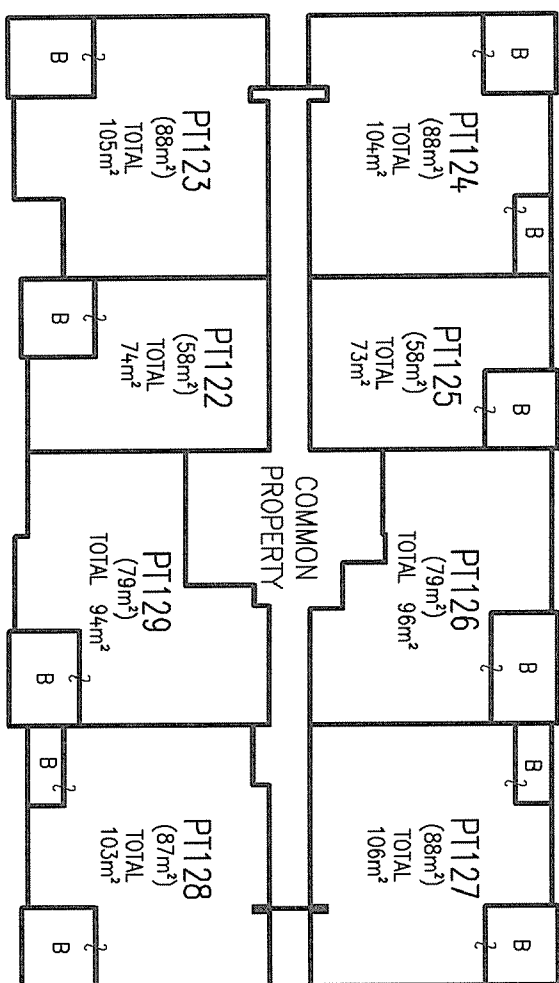 B
PT123
(88m²)
TOTAL
105m²
B
PT122
(58m²)
TOTAL
74m²
PT129
(79m²)
TOTAL 94m²
B
B
PT128
(87m²)
TOTAL
103m²
B
COMMON
PROPERTY
B
PT124
(88m²)
TOTAL
104m²
B
PT125
(58m²)
TOTAL
73m²
B
PT126
(79m²)
TOTAL 96m²
B
B
PT127
(88m²)
TOTAL
106m²
B